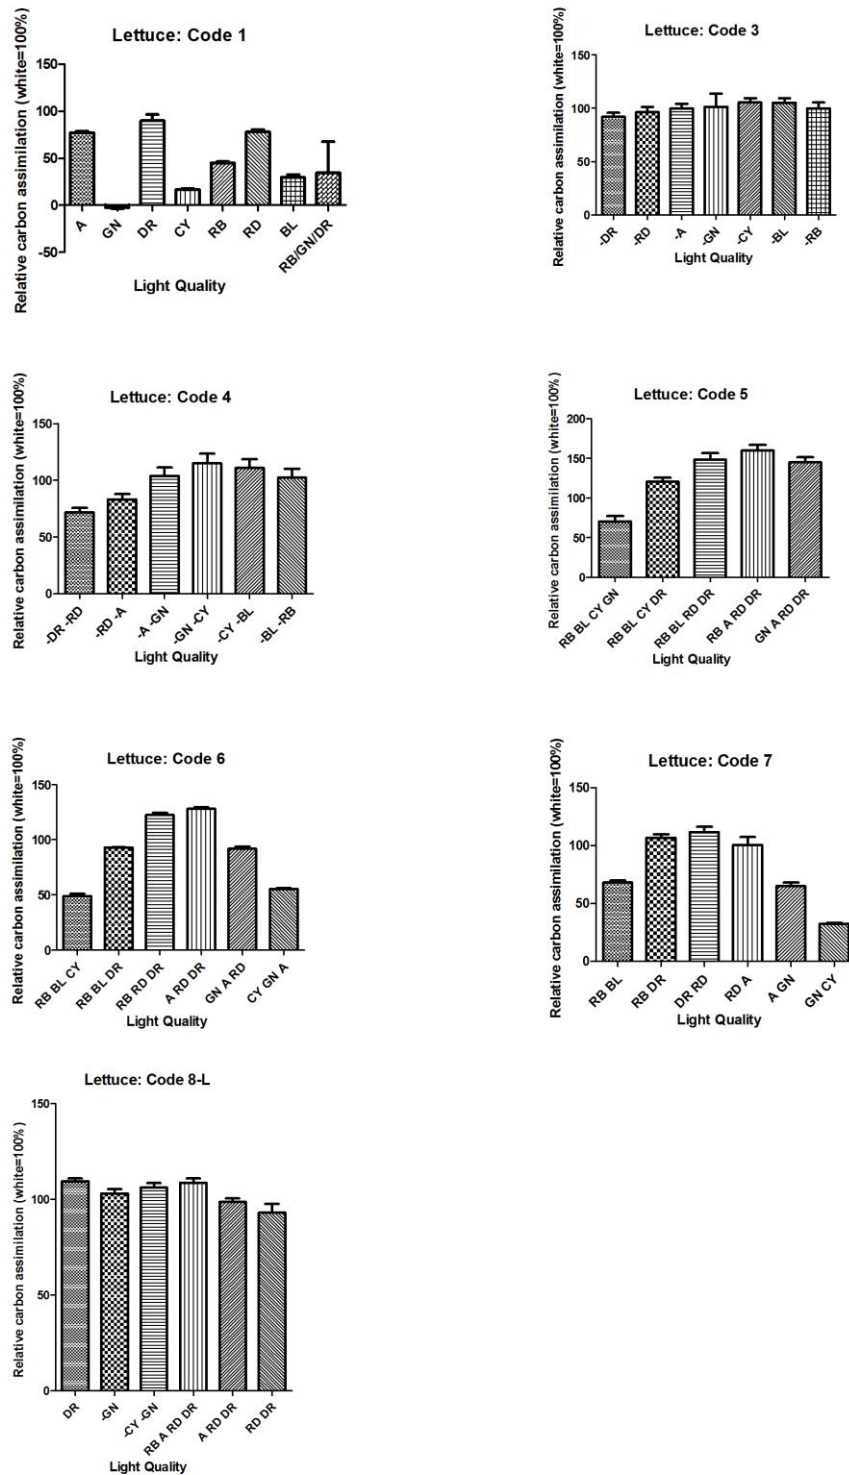 Lettuce: Code 1
Relative carbon assimilation (white=100%)
150
100
50
0
-50
A GN DR CY RB RD BL RB/GN/DR
Light Quality
Lettuce: Code 3
Relative carbon assimilation (white=100%)
150
100
50
0
-DR -RD -A -GN -CY -BL -RB
Light Quality
Lettuce: Code 4
Relative carbon assimilation (white=100%)
150
100
50
0
-DR -RD -RD -A -A -GN -GN -CY -CY -BL -BL -RB
Light Quality
Lettuce: Code 5
Relative carbon assimilation (white=100%)
200
150
100
50
0
RB BL CY GN RB BL CY DR RB BL RD DR RB A RD DR GN A RD DR
Light Quality
Lettuce: Code 6
Relative carbon assimilation (white=100%)
150
100
50
0
RB BL CY RB BL DR RB RD DR A RD DR GN A RD CY GN A
Light Quality
Lettuce: Code 7
Relative carbon assimilation (white=100%)
150
100
50
0
RB BL RB DR DR RD RD A A GN GN CY
Light Quality
Lettuce: Code 8-L
Relative carbon assimilation (white=100%)
150
100
50
0
DR -GN -CY -GN RB A RD DR A RD DR RD DR
Light Quality